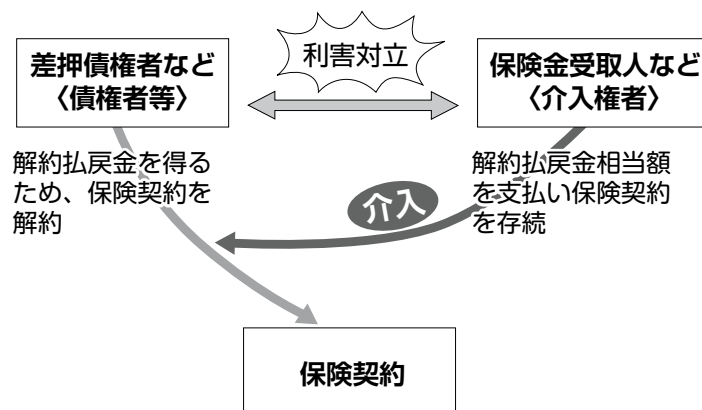 利害対立
差押債権者など
〈債権者等〉
保険金受取人など
〈介入権者〉
解約払戻金を得る
ため、保険契約を
解約
解約払戻金相当額
を支払い保険契約
を存続
介入
保険契約